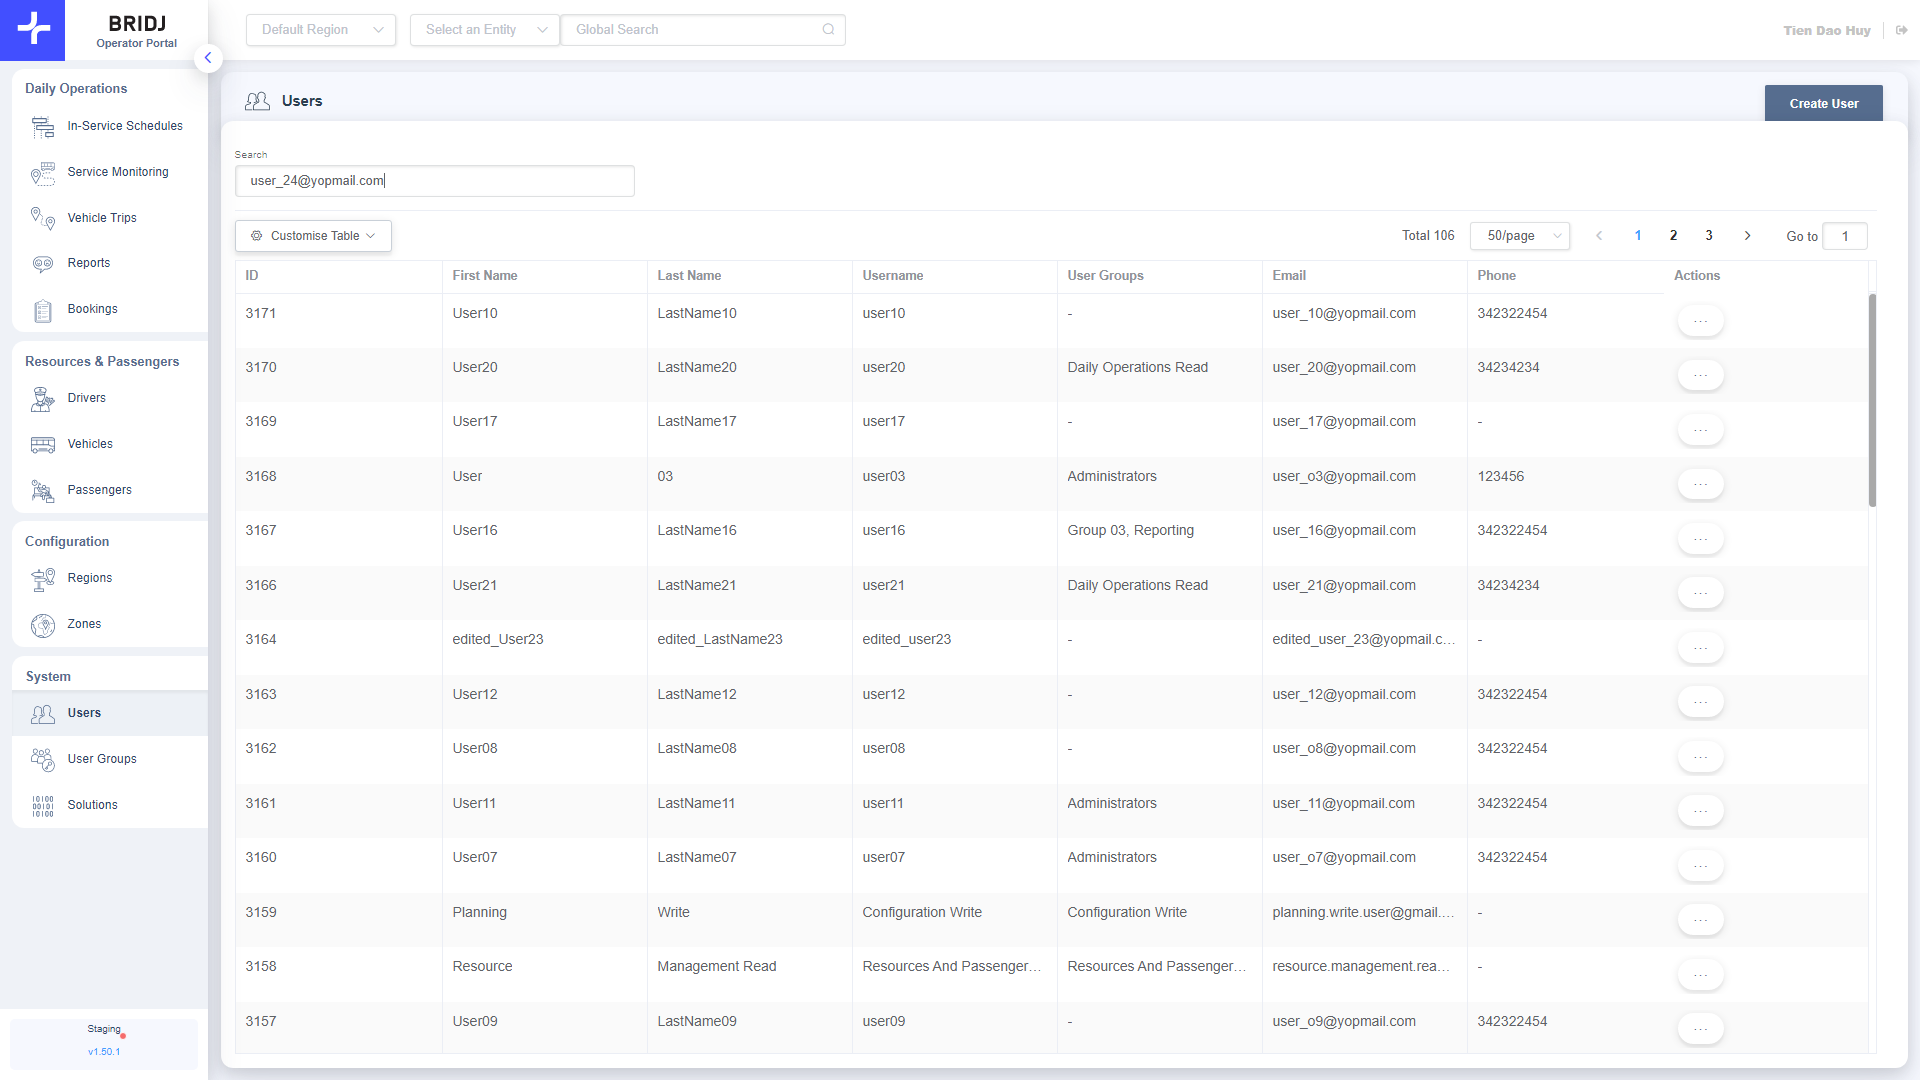 BRIDJ
Operator Portal
Default Region
Select an Entity
Global Search
Tien Dao Huy
Daily Operations
In-Service Schedules
Service Monitoring
Vehicle Trips
Reports
Bookings
Resources & Passengers
Drivers
Vehicles
Passengers
Configuration
Regions
Zones
System
Users
User Groups
Solutions
Staging
v1.50.1
Users
Create User
Search
user_24@yopmail.com
Customise Table
Total 106
50/page
1 2 3
Go to 1
ID First Name Last Name Username User Groups Email Phone Actions
3171 User10 LastName10 user10 - user_10@yopmail.com 342322454 ...
3170 User20 LastName20 user20 Daily Operations Read user_20@yopmail.com 34234234 ...
3169 User17 LastName17 user17 - user_17@yopmail.com - ...
3168 User 03 user03 Administrators user_o3@yopmail.com 123456 ...
3167 User16 LastName16 user16 Group 03, Reporting user_16@yopmail.com 342322454 ...
3166 User21 LastName21 user21 Daily Operations Read user_21@yopmail.com 34234234 ...
3164 edited_User23 edited_LastName23 edited_user23 - edited_user_23@yopmail.c... - ...
3163 User12 LastName12 user12 - user_12@yopmail.com 342322454 ...
3162 User08 LastName08 user08 - user_o8@yopmail.com 342322454 ...
3161 User11 LastName11 user11 Administrators user_11@yopmail.com 342322454 ...
3160 User07 LastName07 user07 Administrators user_o7@yopmail.com 342322454 ...
3159 Planning Write Configuration Write Configuration Write planning.write.user@gmail.... - ...
3158 Resource Management Read Resources And Passenger... Resources And Passenger... resource.management.rea... - ...
3157 User09 LastName09 user09 - user_o9@yopmail.com 342322454 ...